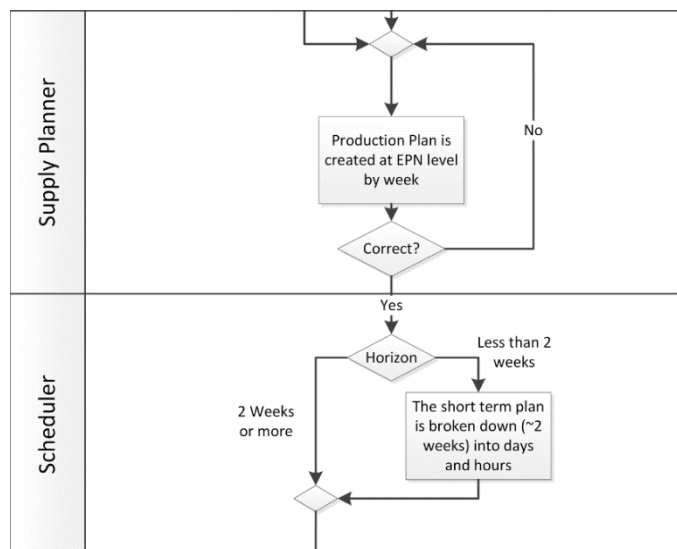 Supply Planner
No
Production Plan is
created at EPN level
by week
Correct?
Yes
Scheduler
Horizon
Less than 2
weeks
2 Weeks
or more
The short term plan
is broken down (~2
weeks) into days
and hours